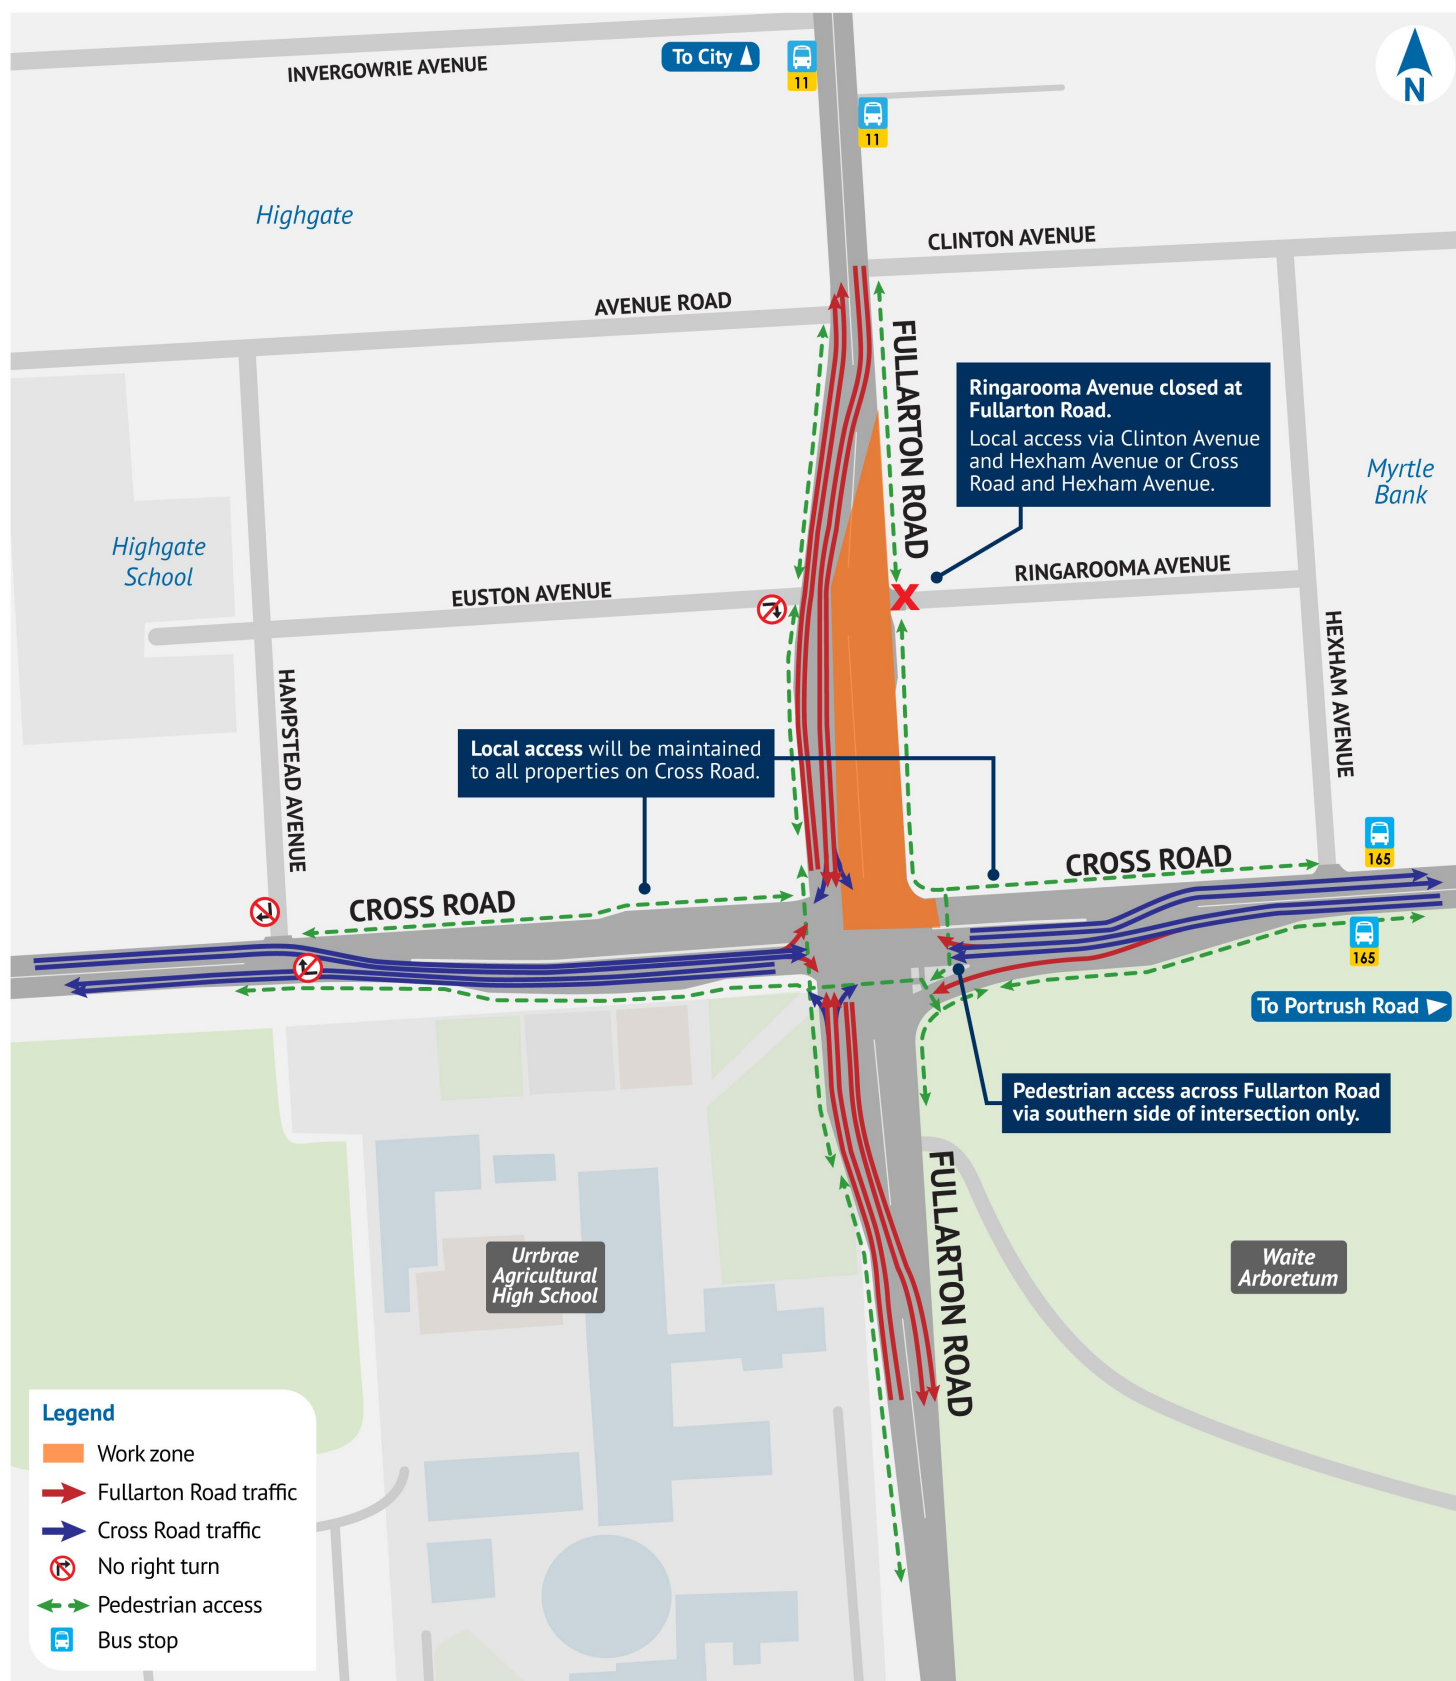 INVERGOWRIE AVENUE
To City
11
11
N
Highgate
CLINTON AVENUE
AVENUE ROAD
FULLARTON ROAD
Ringarooma Avenue closed at
Fullarton Road.
Local access via Clinton Avenue
and Hexham Avenue or Cross
Road and Hexham Avenue.
Myrtle
Bank
Highgate
School
EUSTON AVENUE
X
RINGAROOMA AVENUE
HAMPSTEAD AVENUE
HEXHAM AVENUE
Local access will be maintained
to all properties on Cross Road.
165
CROSS ROAD
CROSS ROAD
165
To Portrush Road
Pedestrian access across Fullarton Road
via southern side of intersection only.
FULLARTON ROAD
Urrbrae
Agricultural
High School
Waite
Arboretum
Legend
Work zone
Fullarton Road traffic
Cross Road traffic
No right turn
Pedestrian access
Bus stop